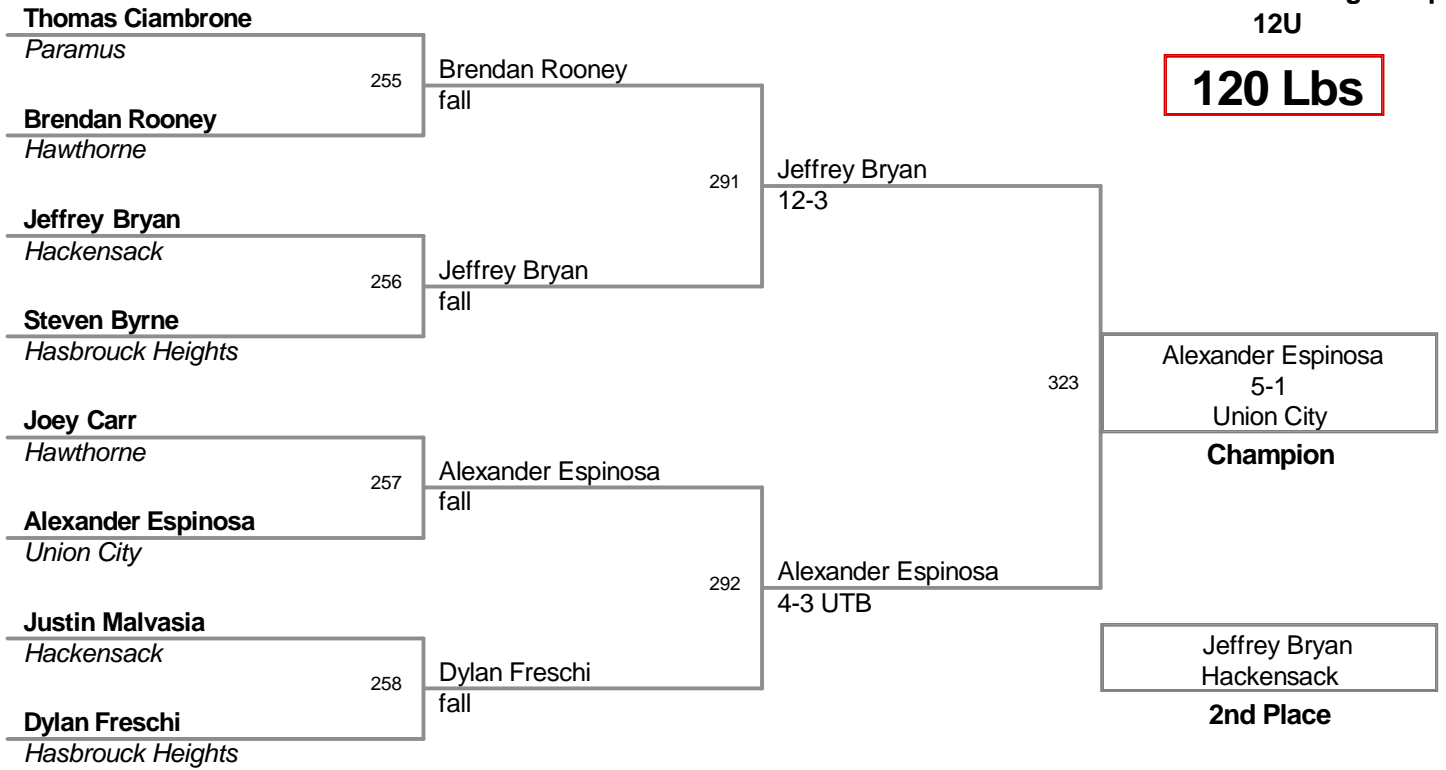 12U
120 Lbs
Thomas Ciambrone
Paramus
255
Brendan Rooney
fall
Brendan Rooney
Hawthorne
291
Jeffrey Bryan
12-3
Jeffrey Bryan
Hackensack
256
Jeffrey Bryan
fall
Steven Byrne
Hasbrouck Heights
323
Alexander Espinosa
5-1
Union City
Champion
Joey Carr
Hawthorne
257
Alexander Espinosa
fall
Alexander Espinosa
Union City
292
Alexander Espinosa
4-3 UTB
Justin Malvasia
Hackensack
258
Dylan Freschi
fall
Dylan Freschi
Hasbrouck Heights
Jeffrey Bryan
Hackensack
2nd Place